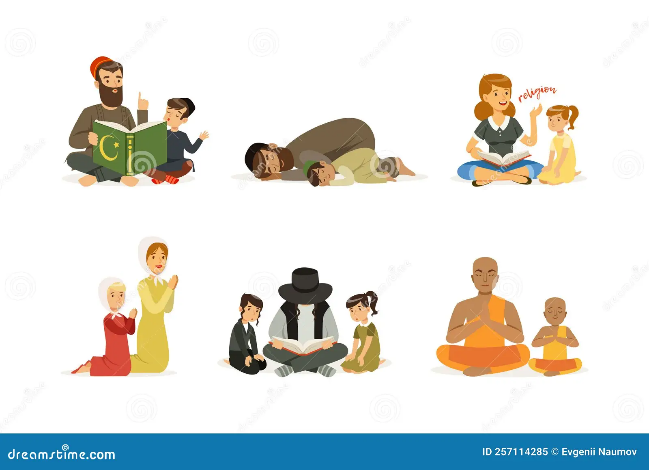 religion
dreamstime.com
ID 257114285 © Evgenii Naumov